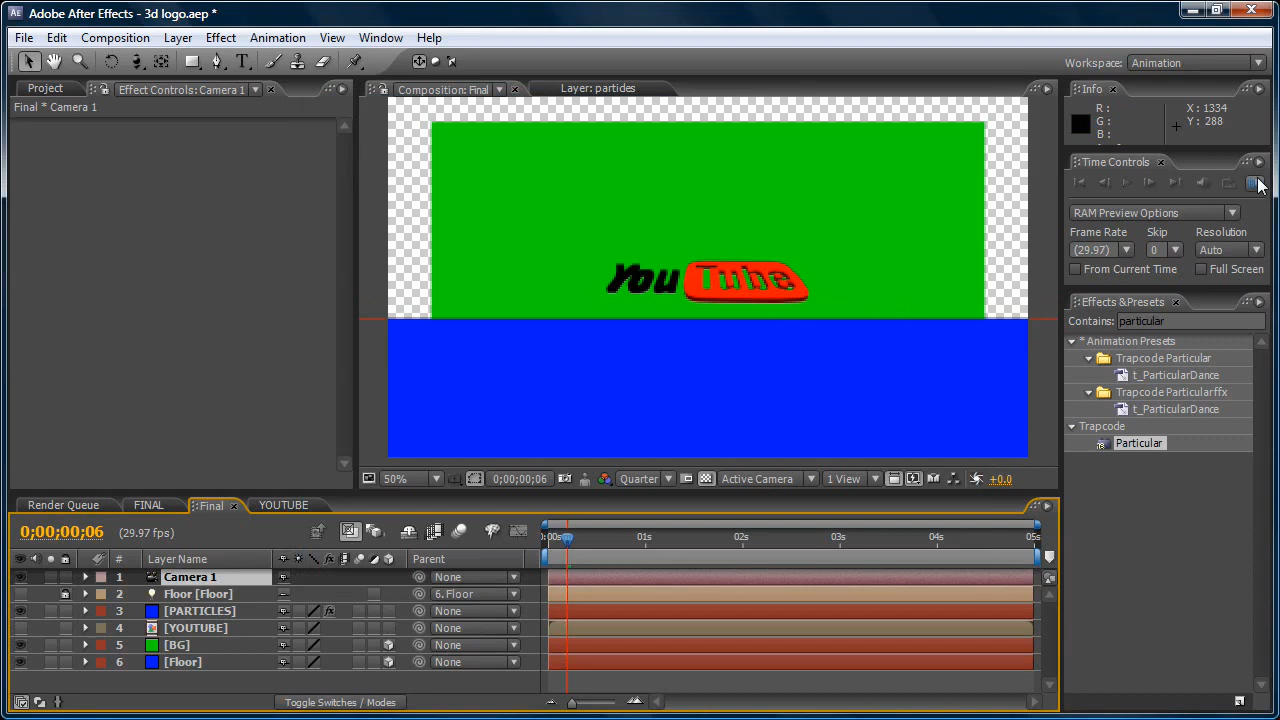 Adobe After Effects - 3d logo.aep *
File Edit Composition Layer Effect Animation View Window Help
Workspace: Animation
Project Effect Controls: Camera 1
Final * Camera 1
Composition: Final Layer: particles
You Tube
50% 0;00;00;06 Quarter Active Camera 1 View +0.0
Info
R : X : 1334
G : Y : 288
B :
Time Controls
RAM Preview Options
Frame Rate Skip Resolution
(29.97) 0 Auto
From Current Time Full Screen
Effects & Presets
Contains: particular
* Animation Presets
Trapcode Particular
t_ParticularDance
Trapcode Particularffx
t_ParticularDance
Trapcode
Particular
Render Queue FINAL Final YOUTUBE
0;00;00;06 (29.97 fps)
01s 02s 03s 04s 05s
# Layer Name Parent
1 Camera 1 None
2 Floor [Floor] 6.Floor
3 [PARTICLES] None
4 [YOUTUBE] None
5 [BG] None
6 [Floor] None
Toggle Switches / Modes